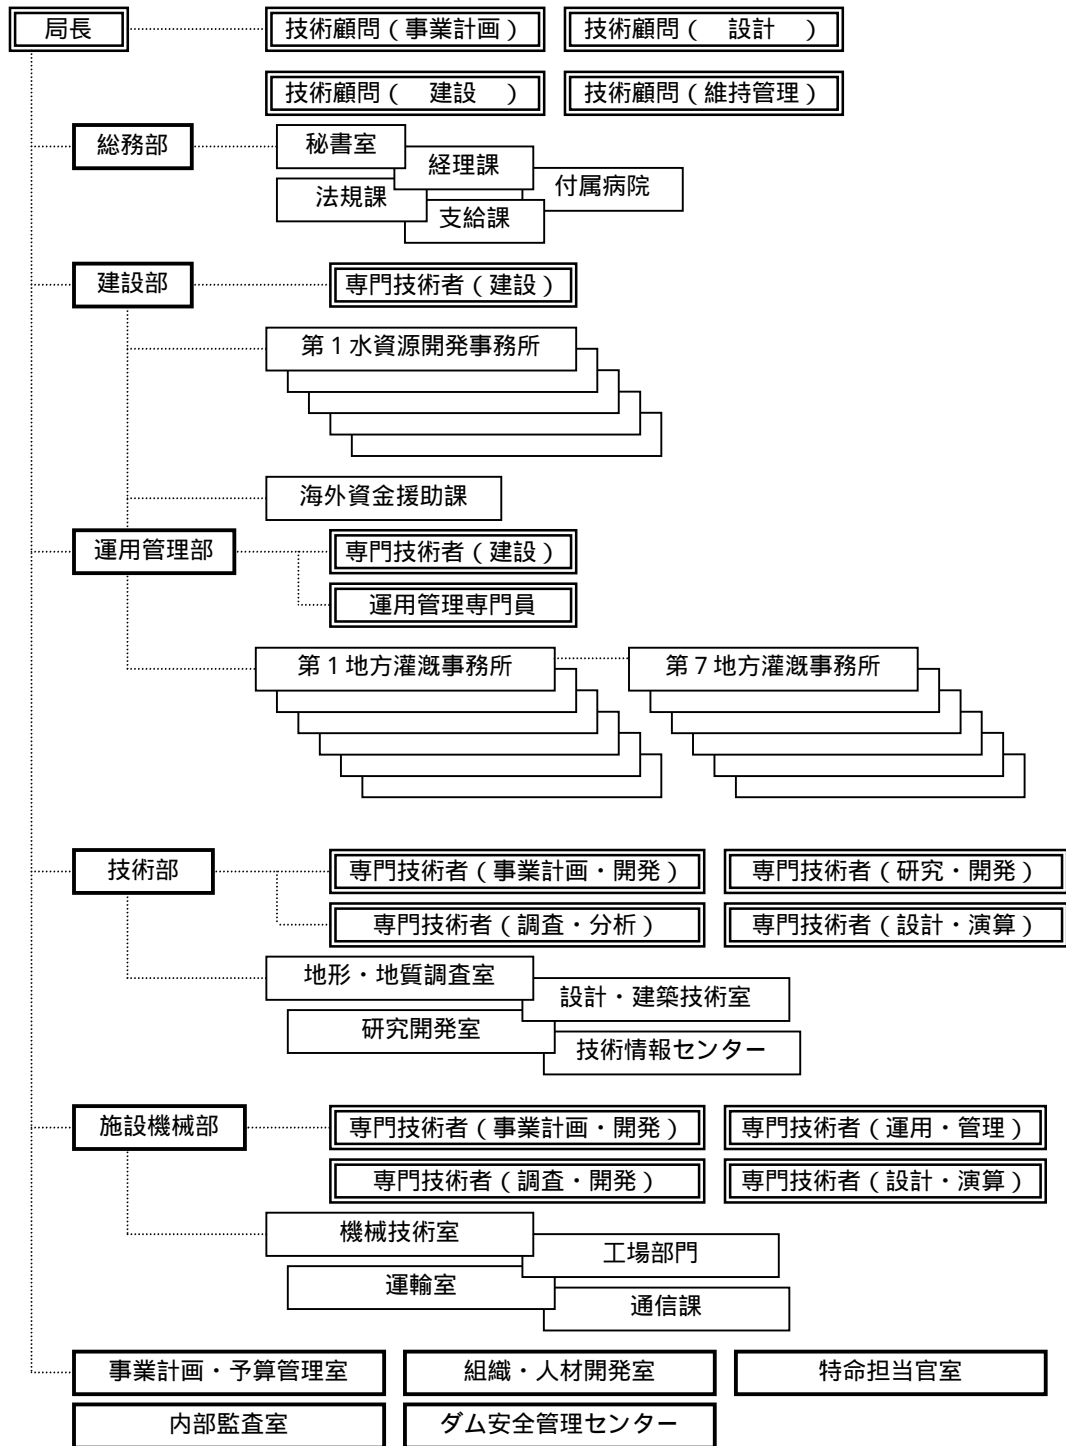 局長
技術顧問（事業計画）
技術顧問（　設計　）
技術顧問（　建設　）
技術顧問（維持管理）
総務部
秘書室
経理課
付属病院
法規課
支給課
建設部
専門技術者（建設）
第１水資源開発事務所
海外資金援助課
運用管理部
専門技術者（建設）
運用管理専門員
第１地方灌漑事務所
第７地方灌漑事務所
技術部
専門技術者（事業計画・開発）
専門技術者（研究・開発）
専門技術者（調査・分析）
専門技術者（設計・演算）
地形・地質調査室
設計・建築技術室
研究開発室
技術情報センター
施設機械部
専門技術者（事業計画・開発）
専門技術者（運用・管理）
専門技術者（調査・開発）
専門技術者（設計・演算）
機械技術室
工場部門
運輸室
通信課
事業計画・予算管理室
組織・人材開発室
特命担当官室
内部監査室
ダム安全管理センター